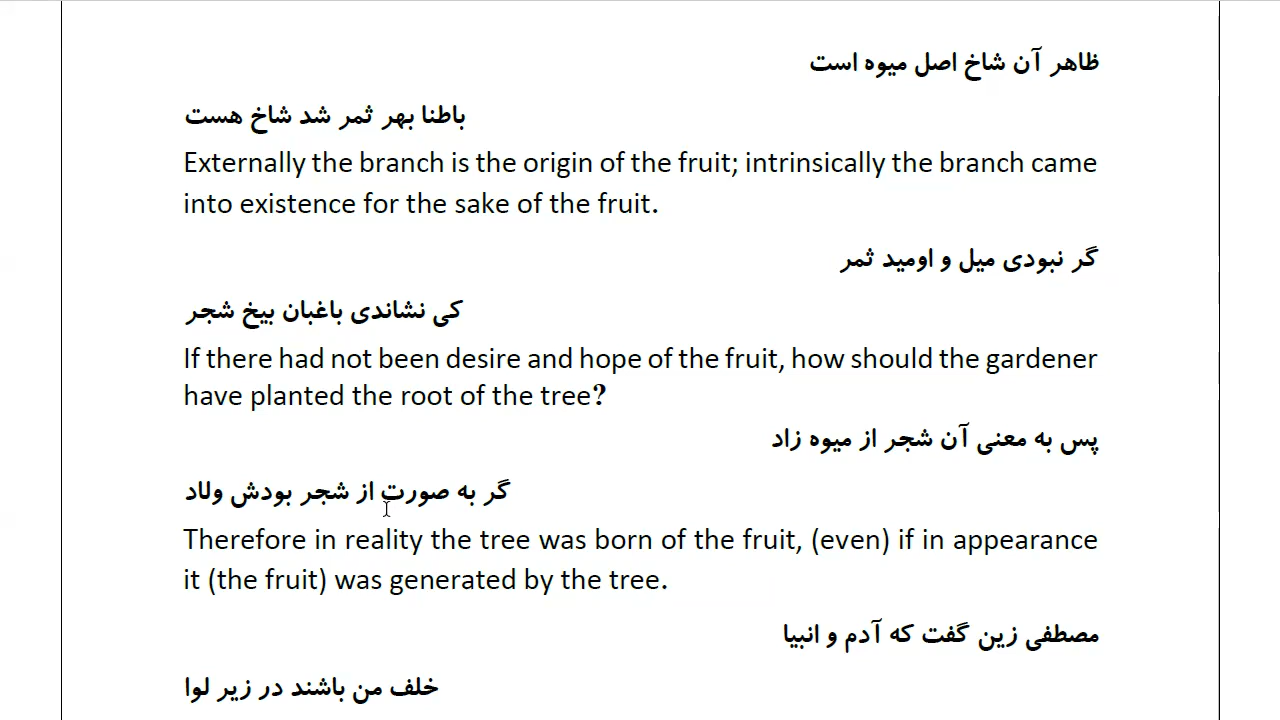 ظاهر آن شاخ اصل میوه است
باطنا بهر ثمر شد شاخ هست
Externally the branch is the origin of the fruit; intrinsically the branch came
into existence for the sake of the fruit.
گر نبودی میل و اومید ثمر
کی نشاندی باغبان بیخ شجر
If there had not been desire and hope of the fruit, how should the gardener
have planted the root of the tree?
پس به معنی آن شجر از میوه زاد
گر به صورت از شجر بودش ولاد
Therefore in reality the tree was born of the fruit, (even) if in appearance
it (the fruit) was generated by the tree.
مصطفی زین گفت که آدم و انبیا
خلف من باشند در زیر لوا